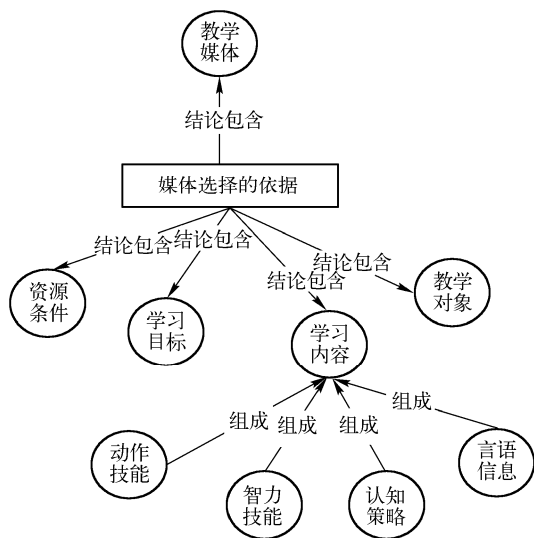 教学
媒体
结论包含
媒体选择的依据
结论包含
结论包含
结论包含
结论包含
资源
条件
学习
目标
学习
内容
教学
对象
组成
组成
组成
组成
动作
技能
智力
技能
认知
策略
言语
信息